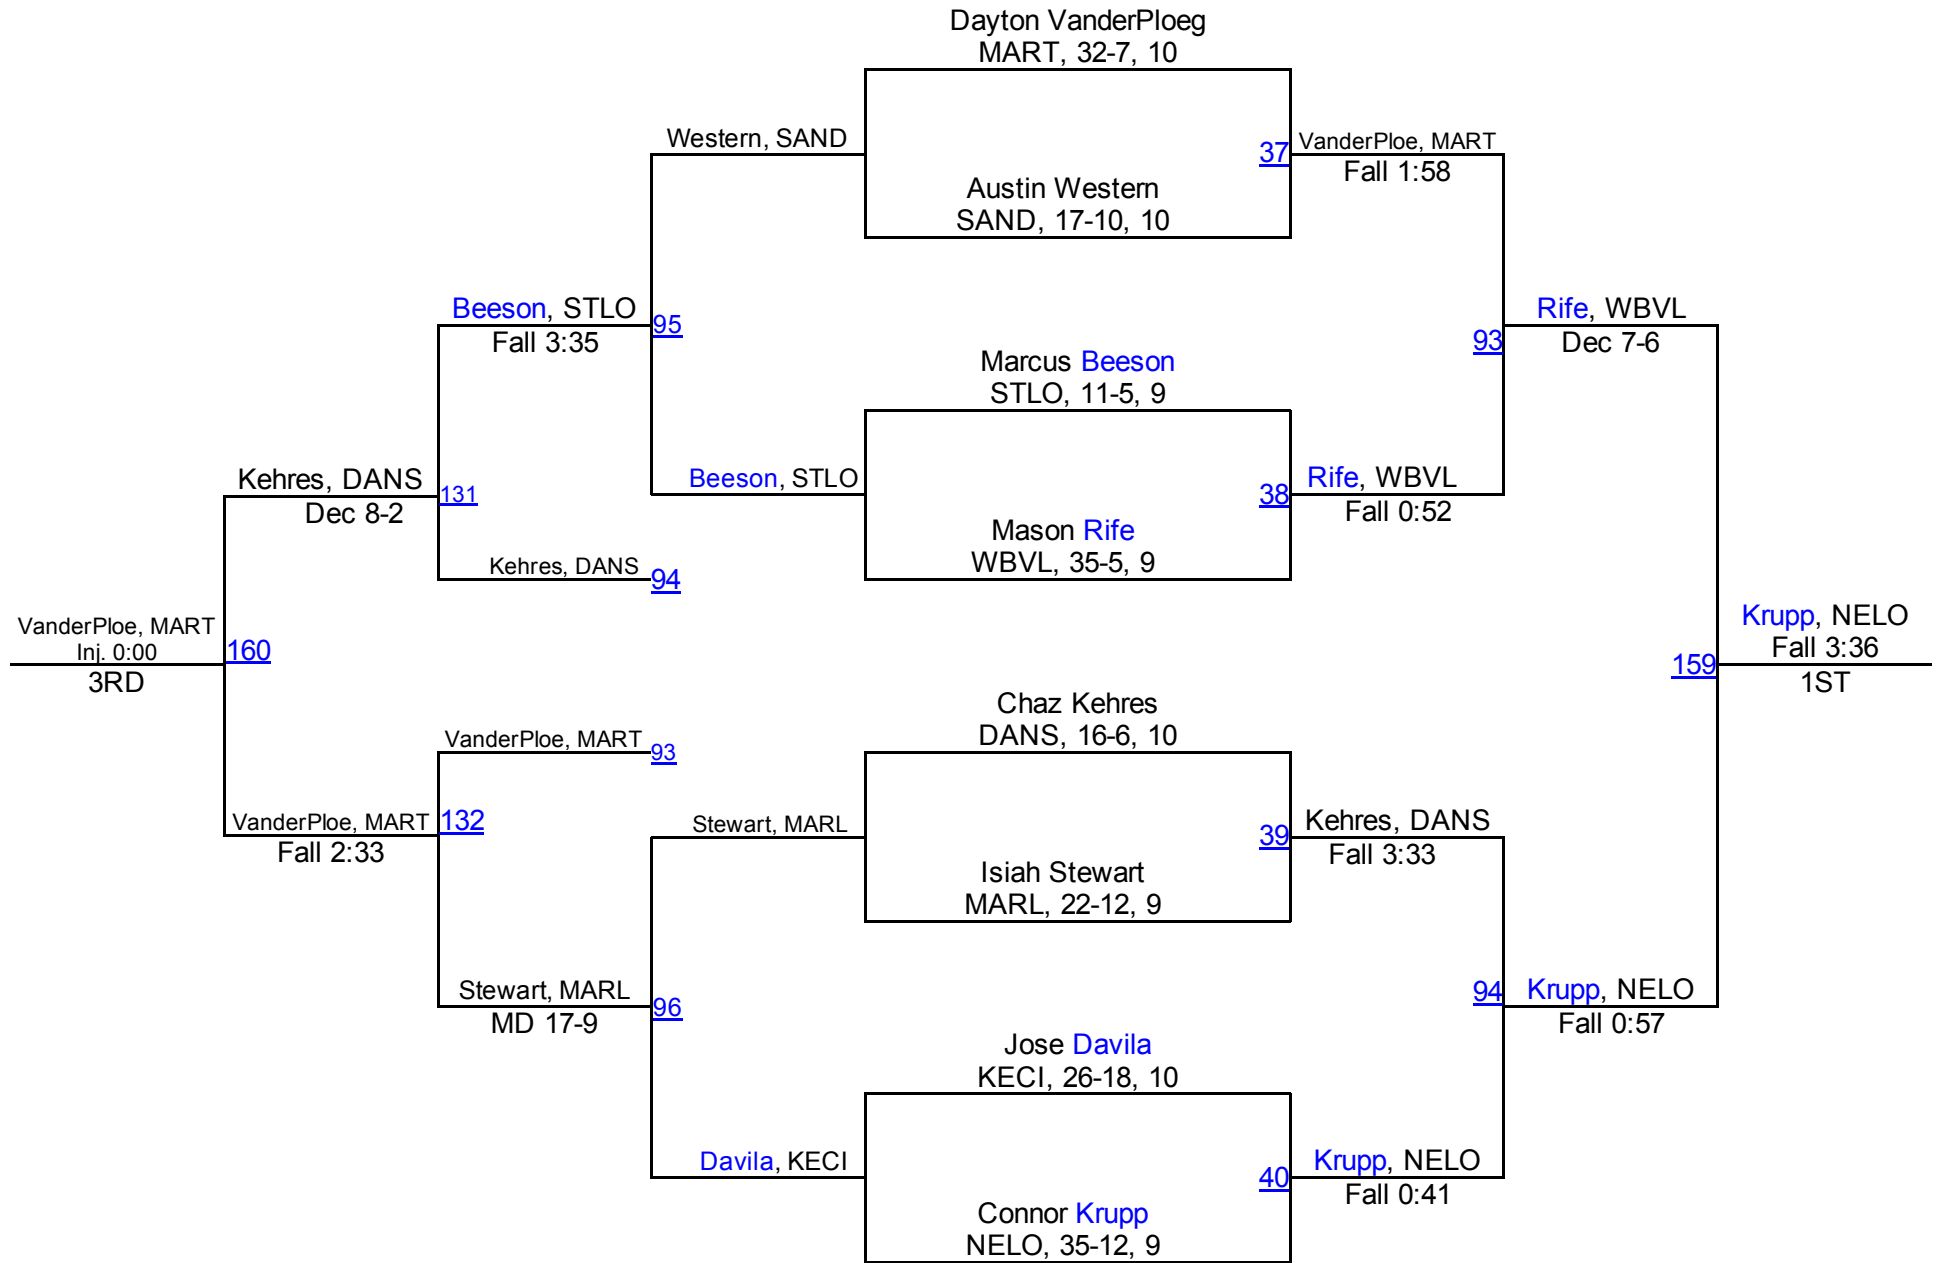 Dayton VanderPloeg
MART, 32-7, 10
Western, SAND
37
VanderPloe, MART
Fall 1:58
Austin Western
SAND, 17-10, 10
Beeson, STLO
Fall 3:35
95
Rife, WBVL
Dec 7-6
93
Marcus Beeson
STLO, 11-5, 9
Kehres, DANS
Dec 8-2
131
Beeson, STLO
38
Rife, WBVL
Fall 0:52
Mason Rife
WBVL, 35-5, 9
Kehres, DANS
94
VanderPloe, MART
Inj. 0:00
3RD
160
Krupp, NELO
Fall 3:36
1ST
159
Chaz Kehres
DANS, 16-6, 10
VanderPloe, MART
93
VanderPloe, MART
Fall 2:33
132
Stewart, MARL
39
Kehres, DANS
Fall 3:33
Isiah Stewart
MARL, 22-12, 9
Stewart, MARL
MD 17-9
96
94
Krupp, NELO
Fall 0:57
Jose Davila
KECI, 26-18, 10
Davila, KECI
40
Krupp, NELO
Fall 0:41
Connor Krupp
NELO, 35-12, 9